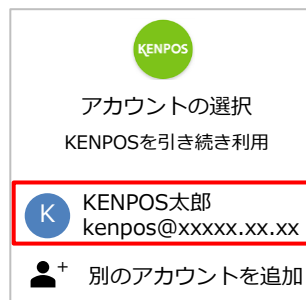 KENPOS
アカウントの選択
KENPOSを引き続き利用
K
KENPOS太郎
kenpos@xxxxx.xx.xx
別のアカウントを追加